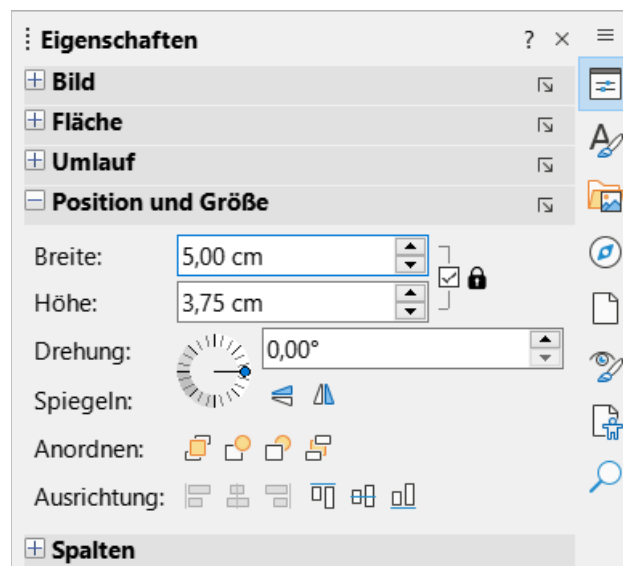 Eigenschaften ?
Bild
Fläche
Umlauf
Position und Größe
Breite: 5,00 cm
Höhe: 3,75 cm
Drehung: 0,00°
Spiegeln:
Anordnen:
Ausrichtung:
Spalten